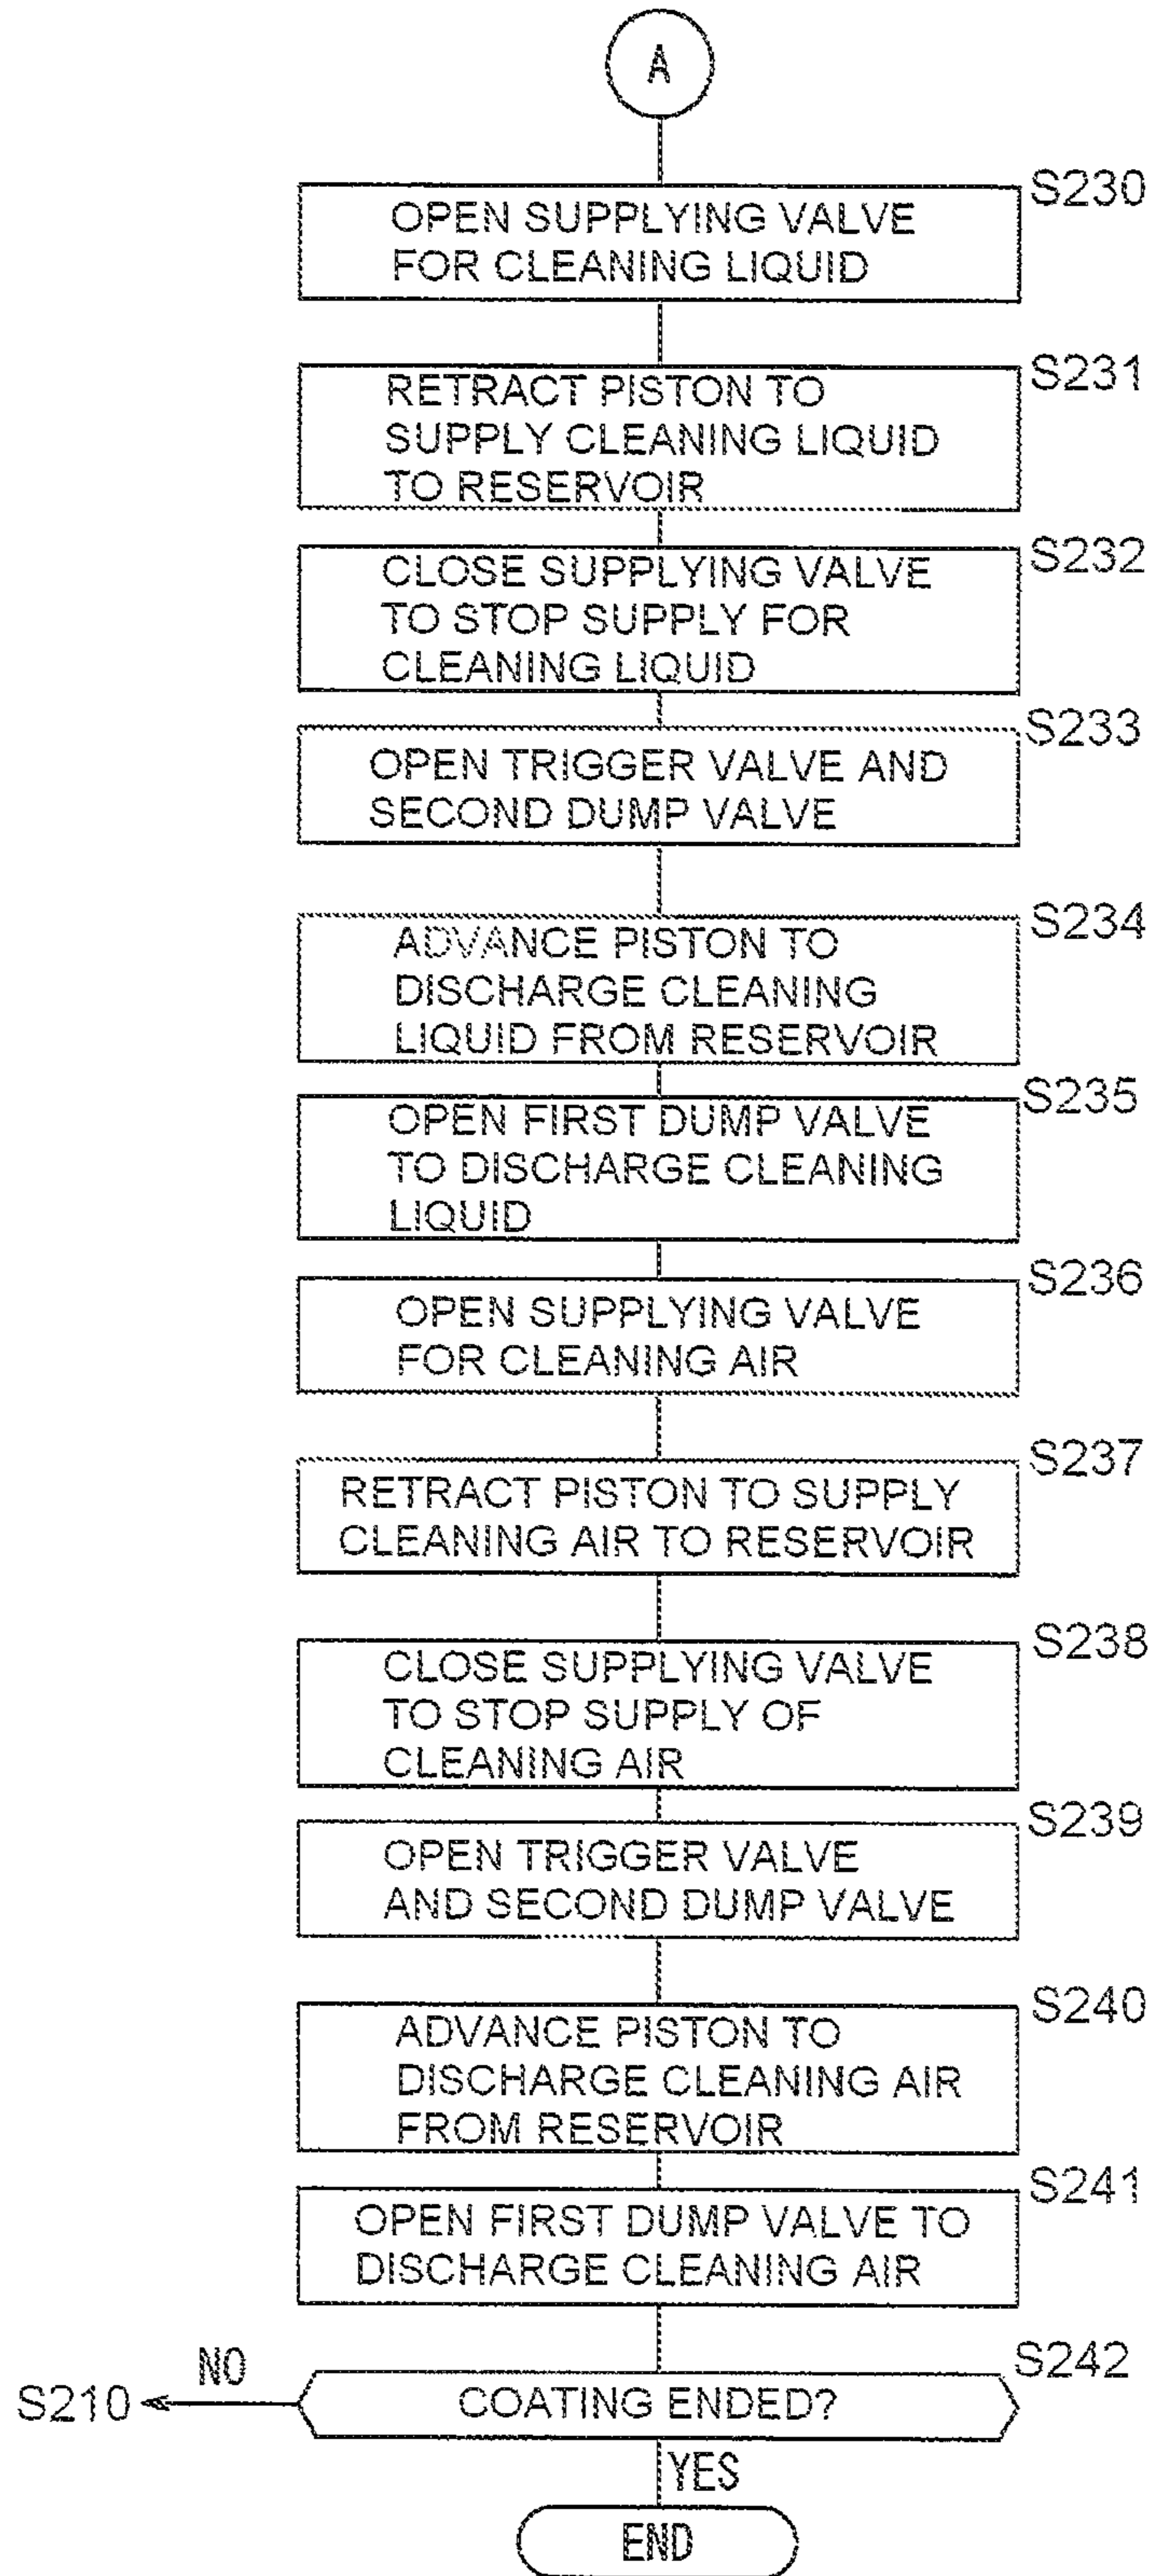 A
S230
OPEN SUPPLYING VALVE
FOR CLEANING LIQUID
S231
RETRACT PISTON TO
SUPPLY CLEANING LIQUID
TO RESERVOIR
S232
CLOSE SUPPLYING VALVE
TO STOP SUPPLY FOR
CLEANING LIQUID
S233
OPEN TRIGGER VALVE AND
SECOND DUMP VALVE
S234
ADVANCE PISTON TO
DISCHARGE CLEANING
LIQUID FROM RESERVOIR
S235
OPEN FIRST DUMP VALVE
TO DISCHARGE CLEANING
LIQUID
S236
OPEN SUPPLYING VALVE
FOR CLEANING AIR
S237
RETRACT PISTON TO SUPPLY
CLEANING AIR TO RESERVOIR
S238
CLOSE SUPPLYING VALVE
TO STOP SUPPLY OF
CLEANING AIR
S239
OPEN TRIGGER VALVE
AND SECOND DUMP VALVE
S240
ADVANCE PISTON TO
DISCHARGE CLEANING AIR
FROM RESERVOIR
S241
OPEN FIRST DUMP VALVE TO
DISCHARGE CLEANING AIR
S242
NO
S210
COATING ENDED?
YES
END